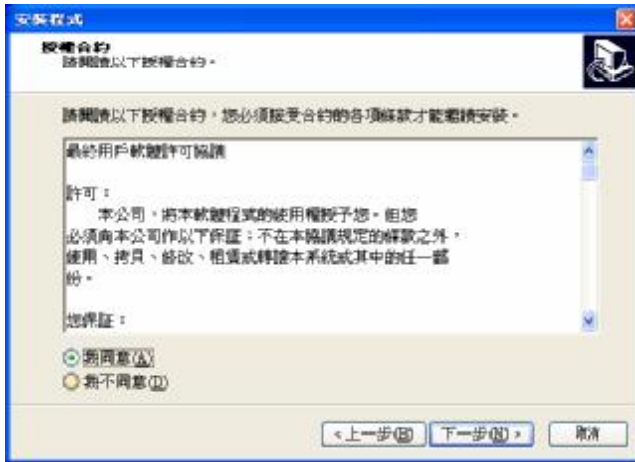 安裝程式
授權合約
請閱讀以下授權合約。
請閱讀以下授權合約，您必須接受合約的各項條款才能繼續安裝。
最終用戶軟體許可協議
許可：
本公司，將本軟體程式的使用權授予您。但您
必須向本公司作以下保証：不在本協議規定的條款之外，
使用、拷貝、修改、租賃或轉讓本系統或其中的任一部
份。
您保証：
我同意(A)
我不同意(D)
<上一步(B)
下一步(N)>
取消